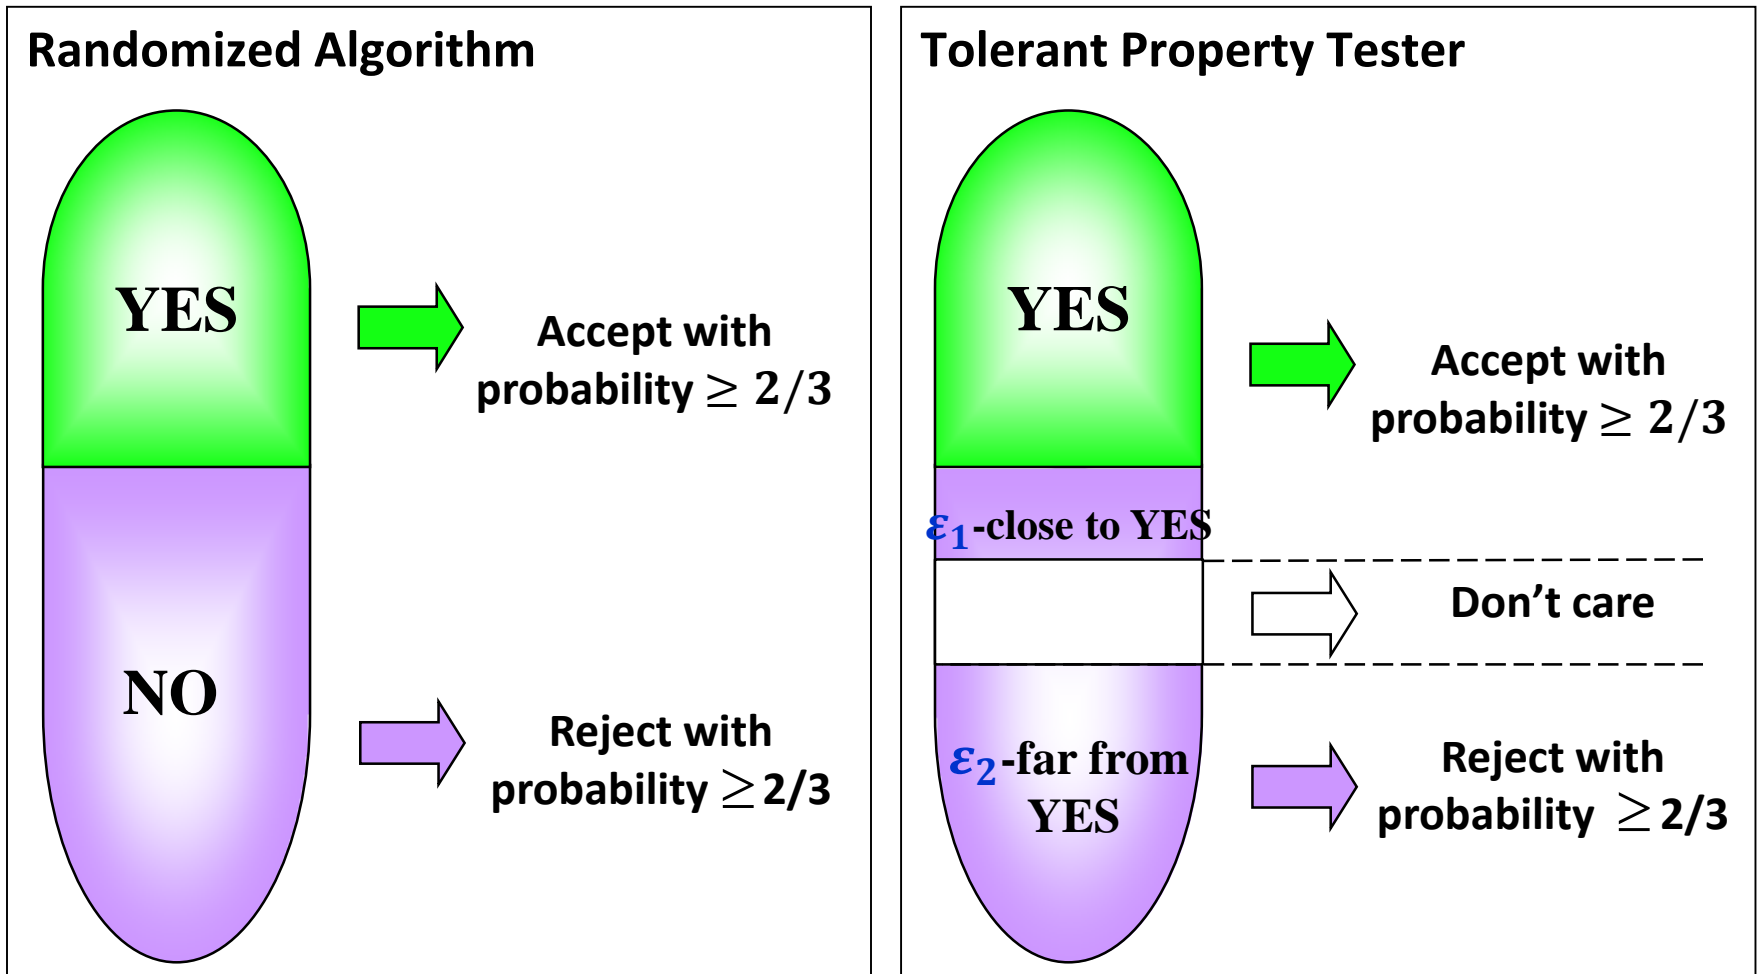 Randomized Algorithm
YES
Accept with
probability ≥ 2/3
NO
Reject with
probability ≥ 2/3
Tolerant Property Tester
YES
Accept with
probability ≥ 2/3
ε₁-close to YES
Don’t care
ε₂-far from
YES
Reject with
probability ≥ 2/3